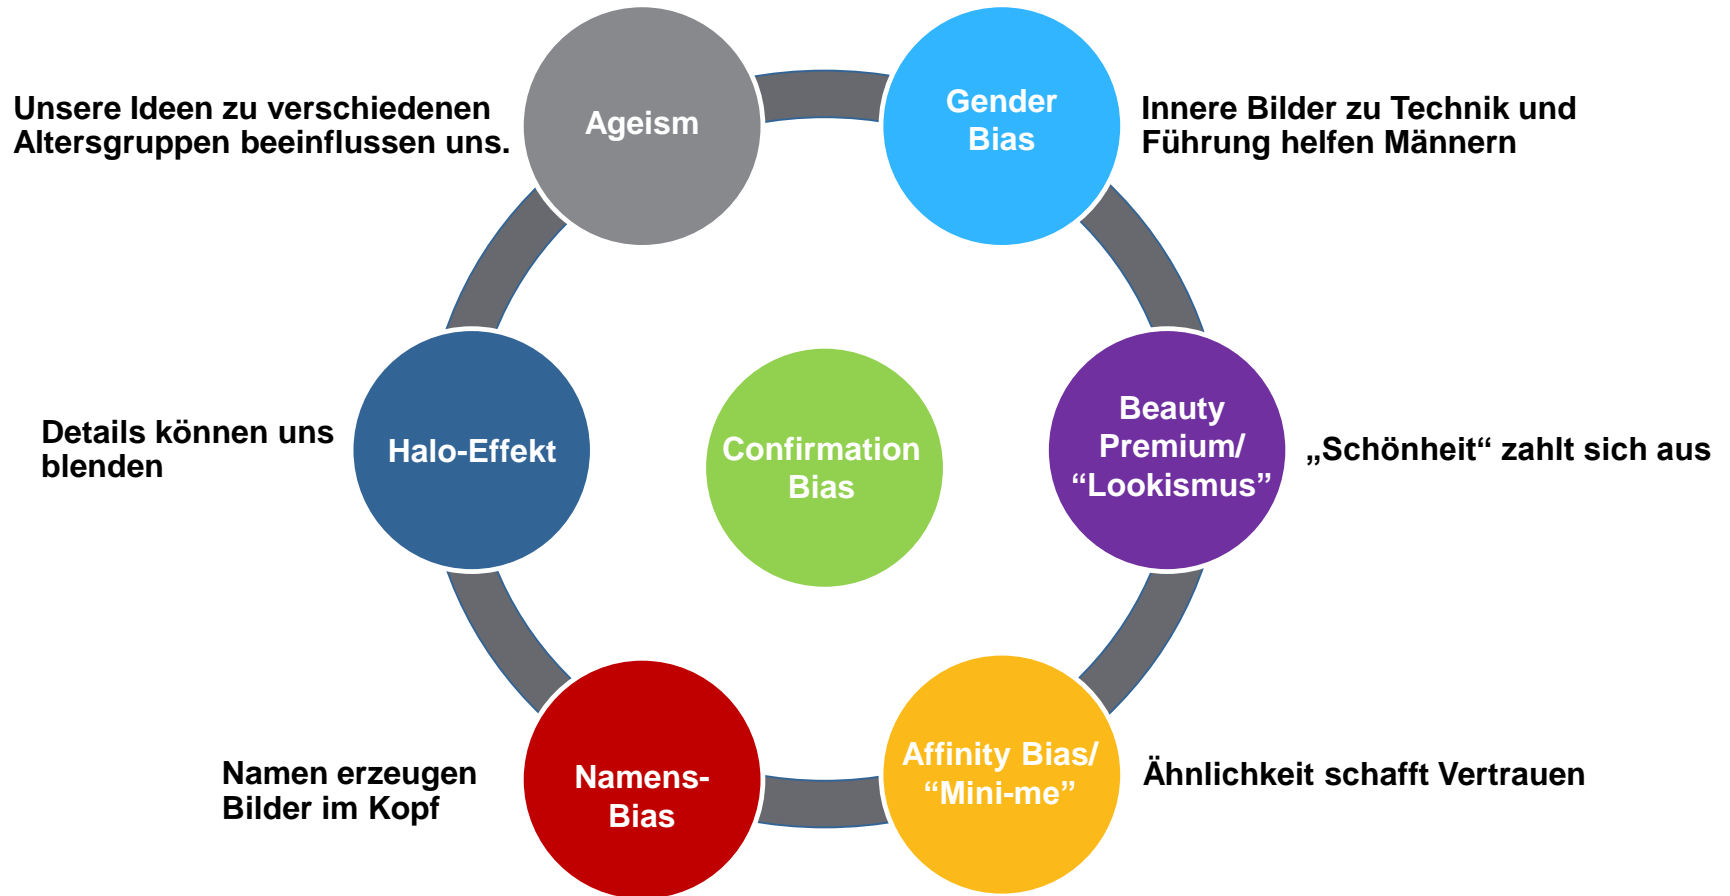 Unsere Ideen zu verschiedenen
Altersgruppen beeinflussen uns.
Ageism
Gender
Bias
Innere Bilder zu Technik und
Führung helfen Männern
Details können uns
blenden
Halo-Effekt
Confirmation
Bias
Beauty
Premium/
“Lookismus”
„Schönheit“ zahlt sich aus
Namen erzeugen
Bilder im Kopf
Namens-
Bias
Affinity Bias/
“Mini-me”
Ähnlichkeit schafft Vertrauen